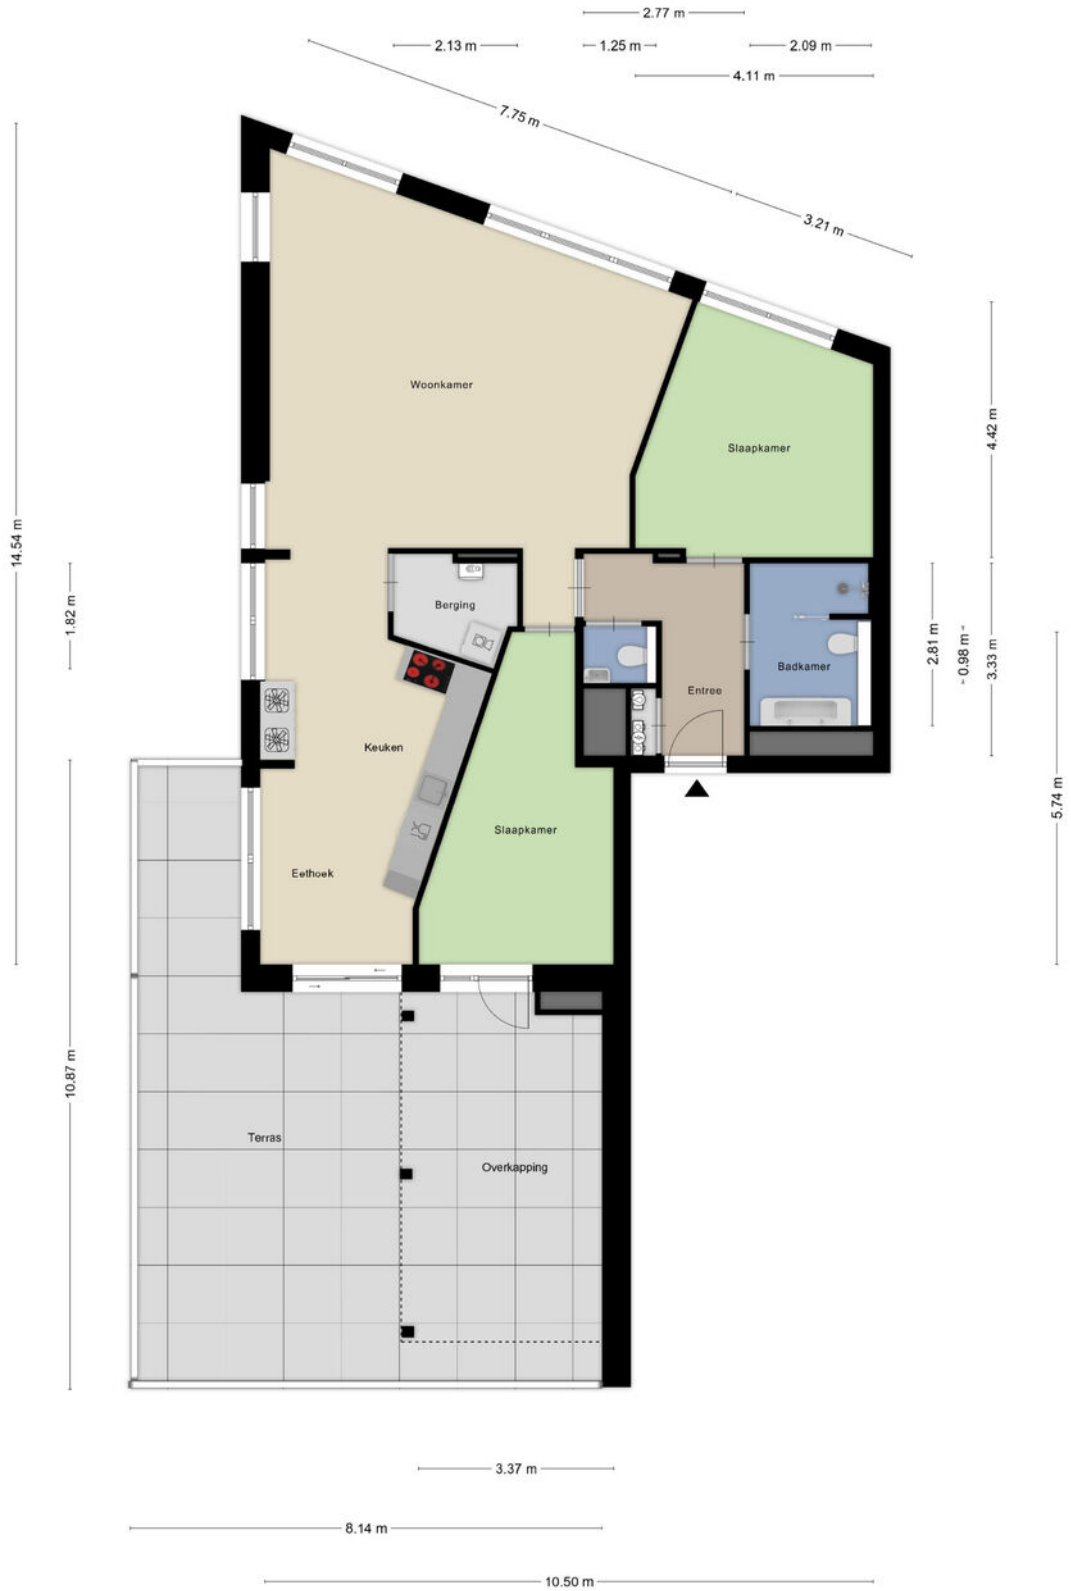 2.77 m
2.13 m
1.25 m
2.09 m
4.11 m
7.75 m
3.21 m
Woonkamer
Slaapkamer
4.42 m
14.54 m
1.82 m
Berging
Badkamer
Entree
2.81 m
0.98 m
3.33 m
Keuken
5.74 m
Slaapkamer
Eethoek
10.87 m
Terras
Overkapping
3.37 m
8.14 m
10.50 m